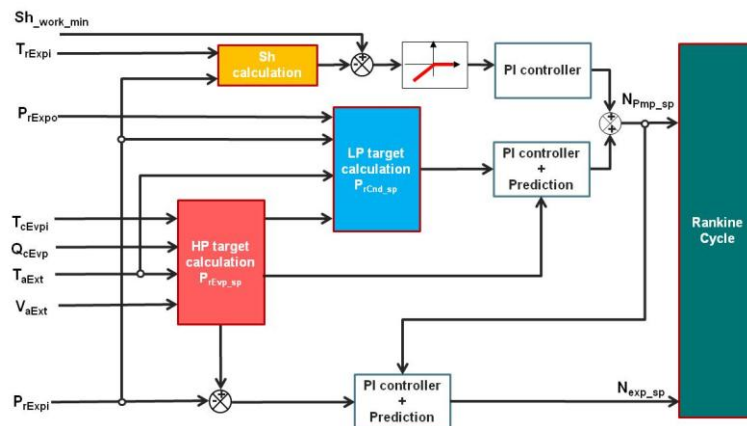 Sh_work_min
TrExpi
Sh
calculation
PI controller
PrExpo
NPmp_sp
LP target
calculation
PrCnd_sp
PI controller
+
Prediction
TcEvpi
QcEvp
TaExt
VaExt
HP target
calculation
PrEvp_sp
Rankine
Cycle
PrExpi
PI controller
+
Prediction
Nexp_sp